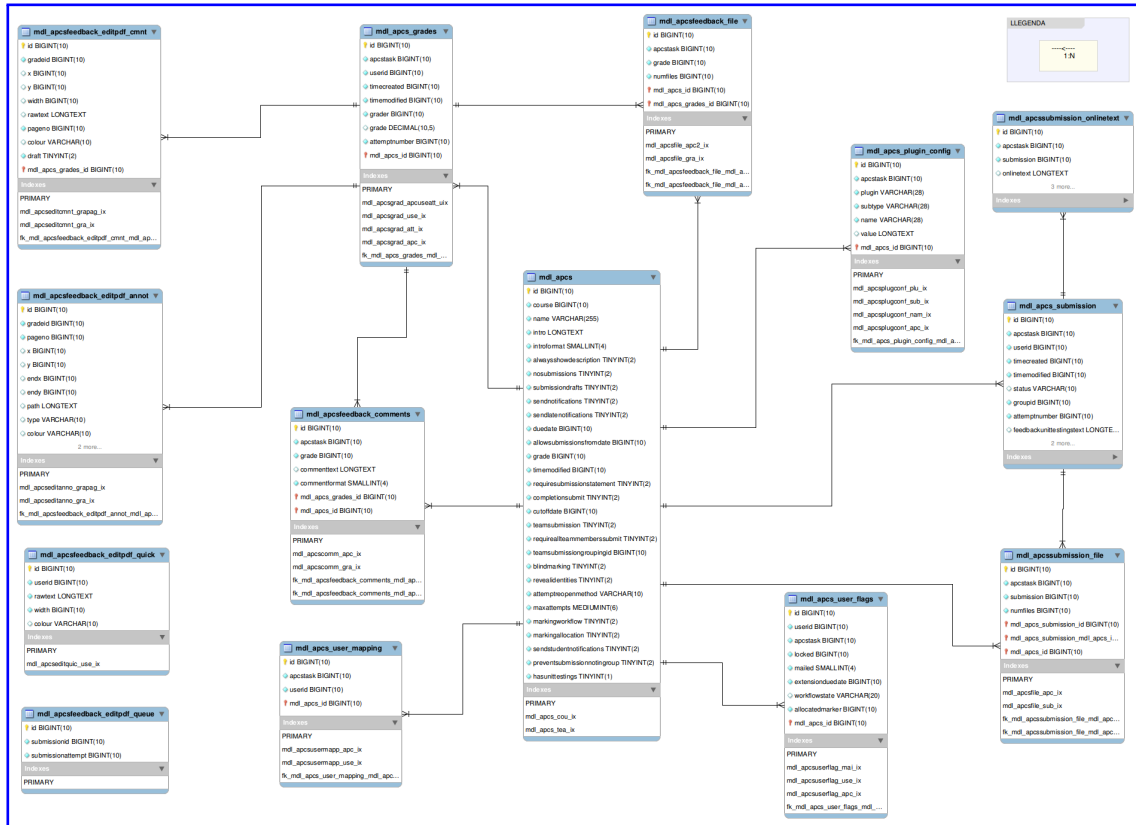 mdl_apcsfeedback_editpdf_cmnt
id BIGINT(10)
gradeid BIGINT(10)
x BIGINT(10)
y BIGINT(10)
width BIGINT(10)
rawtext LONGTEXT
pageno BIGINT(10)
colour VARCHAR(10)
draft TINYINT(2)
mdl_apcs_grades_id BIGINT(10)
Indexes
PRIMARY
mdl_apcseditcmnt_grapag_ix
mdl_apcseditcmnt_gra_ix
fk_mdl_apcsfeedback_editpdf_cmnt_mdl_ap...
mdl_apcsfeedback_editpdf_annot
id BIGINT(10)
gradeid BIGINT(10)
pageno BIGINT(10)
x BIGINT(10)
y BIGINT(10)
endx BIGINT(10)
endy BIGINT(10)
path LONGTEXT
type VARCHAR(10)
colour VARCHAR(10)
2 more...
Indexes
PRIMARY
mdl_apcseditanno_grapag_ix
mdl_apcseditanno_gra_ix
fk_mdl_apcsfeedback_editpdf_annot_mdl_ap...
mdl_apcsfeedback_editpdf_quick
id BIGINT(10)
userid BIGINT(10)
rawtext LONGTEXT
width BIGINT(10)
colour VARCHAR(10)
Indexes
PRIMARY
mdl_apcseditquic_use_ix
mdl_apcsfeedback_editpdf_queue
id BIGINT(10)
submissionid BIGINT(10)
submissionattempt BIGINT(10)
Indexes
PRIMARY
mdl_apcs_grades
id BIGINT(10)
apcstask BIGINT(10)
userid BIGINT(10)
timecreated BIGINT(10)
timemodified BIGINT(10)
grader BIGINT(10)
grade DECIMAL(10,5)
attemptnumber BIGINT(10)
mdl_apcs_id BIGINT(10)
Indexes
PRIMARY
mdl_apcsgrad_apcuseatt_uix
mdl_apcsgrad_use_ix
mdl_apcsgrad_att_ix
mdl_apcsgrad_apc_ix
fk_mdl_apcs_grades_mdl_...
mdl_apcsfeedback_comments
id BIGINT(10)
apcstask BIGINT(10)
grade BIGINT(10)
commenttext LONGTEXT
commentformat SMALLINT(4)
mdl_apcs_grades_id BIGINT(10)
mdl_apcs_id BIGINT(10)
Indexes
PRIMARY
mdl_apcscomm_apc_ix
mdl_apcscomm_gra_ix
fk_mdl_apcsfeedback_comments_mdl_ap...
fk_mdl_apcsfeedback_comments_mdl_ap...
mdl_apcs_user_mapping
id BIGINT(10)
apcstask BIGINT(10)
userid BIGINT(10)
mdl_apcs_id BIGINT(10)
Indexes
PRIMARY
mdl_apcsusermapp_apc_ix
mdl_apcsusermapp_use_ix
fk_mdl_apcs_user_mapping_mdl_apc...
mdl_apcsfeedback_file
id BIGINT(10)
apcstask BIGINT(10)
grade BIGINT(10)
numfiles BIGINT(10)
mdl_apcs_id BIGINT(10)
mdl_apcs_grades_id BIGINT(10)
Indexes
PRIMARY
mdl_apcsfile_apc2_ix
mdl_apcsfile_gra_ix
fk_mdl_apcsfeedback_file_mdl_a...
fk_mdl_apcsfeedback_file_mdl_a...
mdl_apcs
id BIGINT(10)
course BIGINT(10)
name VARCHAR(255)
intro LONGTEXT
introformat SMALLINT(4)
alwaysshowdescription TINYINT(2)
nosubmissions TINYINT(2)
submissiondrafts TINYINT(2)
sendnotifications TINYINT(2)
sendlatenotifications TINYINT(2)
duedate BIGINT(10)
allowsubmissionsfromdate BIGINT(10)
grade BIGINT(10)
timemodified BIGINT(10)
requiresubmissionstatement TINYINT(2)
completionsubmit TINYINT(2)
cutoffdate BIGINT(10)
teamsubmission TINYINT(2)
requireallteammemberssubmit TINYINT(2)
teamsubmissiongroupingid BIGINT(10)
blindmarking TINYINT(2)
revealidentities TINYINT(2)
attemptreopenmethod VARCHAR(10)
maxattempts MEDIUMINT(6)
markingworkflow TINYINT(2)
markingallocation TINYINT(2)
sendstudentnotifications TINYINT(2)
preventsubmissionnotingroup TINYINT(2)
hasunittestings TINYINT(1)
Indexes
PRIMARY
mdl_apcs_cou_ix
mdl_apcs_tea_ix
mdl_apcs_plugin_config
id BIGINT(10)
apcstask BIGINT(10)
plugin VARCHAR(28)
subtype VARCHAR(28)
name VARCHAR(28)
value LONGTEXT
mdl_apcs_id BIGINT(10)
Indexes
PRIMARY
mdl_apcsplugconf_plu_ix
mdl_apcsplugconf_sub_ix
mdl_apcsplugconf_nam_ix
mdl_apcsplugconf_apc_ix
fk_mdl_apcs_plugin_config_mdl_a...
mdl_apcs_user_flags
id BIGINT(10)
userid BIGINT(10)
apcstask BIGINT(10)
locked BIGINT(10)
mailed SMALLINT(4)
extensionduedate BIGINT(10)
workflowstate VARCHAR(20)
allocatedmarker BIGINT(10)
mdl_apcs_id BIGINT(10)
Indexes
PRIMARY
mdl_apcsuserflag_mai_ix
mdl_apcsuserflag_use_ix
mdl_apcsuserflag_apc_ix
fk_mdl_apcs_user_flags_mdl_...
LLEGENDA
----<----
1:N
mdl_apcssubmission_onlinetext
id BIGINT(10)
apcstask BIGINT(10)
submission BIGINT(10)
onlinetext LONGTEXT
3 more...
Indexes
mdl_apcs_submission
id BIGINT(10)
apcstask BIGINT(10)
userid BIGINT(10)
timecreated BIGINT(10)
timemodified BIGINT(10)
status VARCHAR(10)
groupid BIGINT(10)
attemptnumber BIGINT(10)
feedbackunittestingstext LONGTE...
2 more...
Indexes
mdl_apcssubmission_file
id BIGINT(10)
apcstask BIGINT(10)
submission BIGINT(10)
numfiles BIGINT(10)
mdl_apcs_submission_id BIGINT(10)
mdl_apcs_submission_mdl_apcs_i...
mdl_apcs_id BIGINT(10)
Indexes
PRIMARY
mdl_apcsfile_apc_ix
mdl_apcsfile_sub_ix
fk_mdl_apcssubmission_file_mdl_apc...
fk_mdl_apcssubmission_file_mdl_apc...